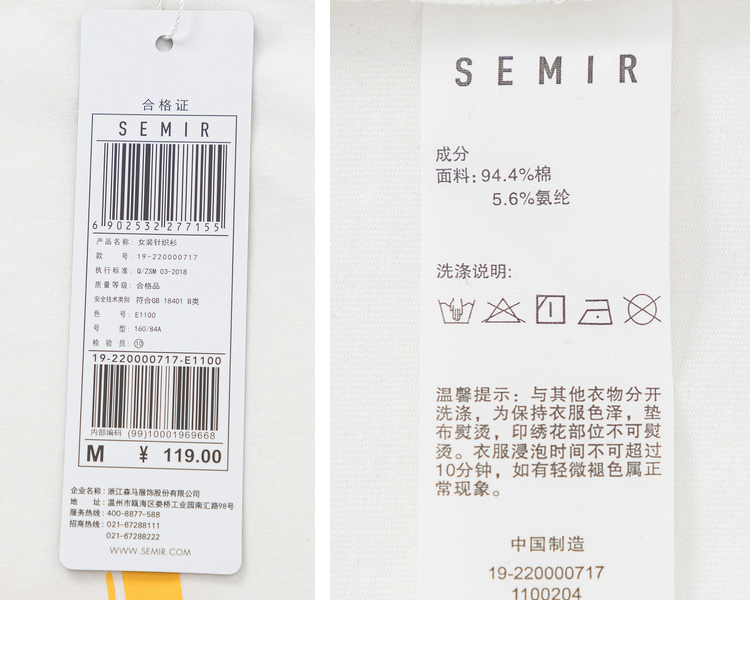 合格证
SEMIR
6 902532 277155
产品名称: 女装针织衫
款 号: 19-220000717
执行标准: Q/ZSM 03-2018
质量等级: 合格品
安全技术类别 符合GB 18401 B类
色 号: E1100
号 型: 160/84A
检 验 员: ⑩
19-220000717-E1100
内部编码 (99)10001969668
M ¥ 119.00
企业名称: 浙江森马服饰股份有限公司
地 址: 温州市瓯海区娄桥工业园南汇路98号
服务热线: 400-8877-588
招商热线: 021-67288111
021-67288222
WWW.SEMIR.COM
SEMIR
成分
面料: 94.4%棉
5.6%氨纶
洗涤说明:
温馨提示: 与其他衣物分开
洗涤, 为保持衣服色泽, 垫
布熨烫, 印绣花部位不可熨
烫。衣服浸泡时间不可超过
10分钟, 如有轻微褪色属正
常现象。
中国制造
19-220000717
1100204